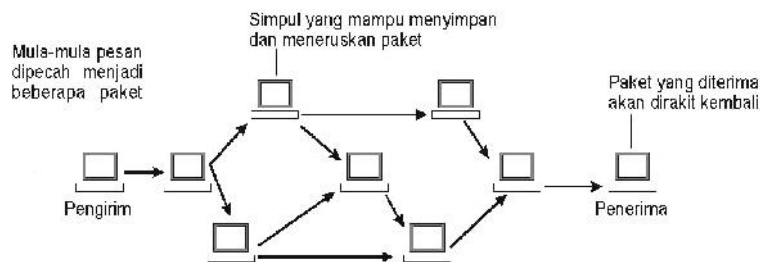 Simpul yang mampu menyimpan
dan meneruskan paket
Mula-mula pesan
dipecah menjadi
beberapa paket
Paket yang diterima
akan dirakit kembali
Pengirim
Penerima